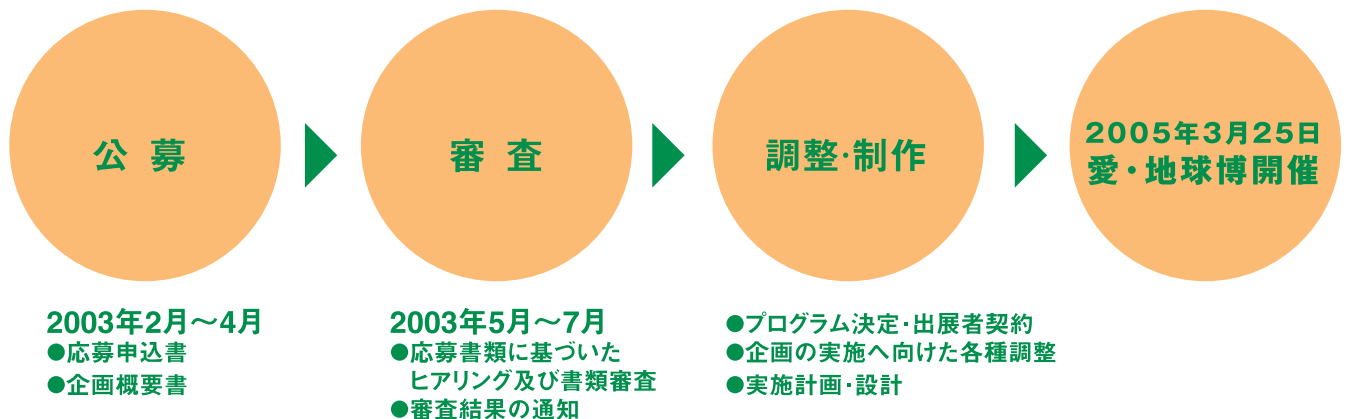 公募
審査
調整・制作
2005年3月25日
愛・地球博開催
2003年2月～4月
●応募申込書
●企画概要書
2003年5月～7月
●応募書類に基づいた
ヒアリング及び書類審査
●審査結果の通知
●プログラム決定・出展者契約
●企画の実施へ向けた各種調整
●実施計画・設計